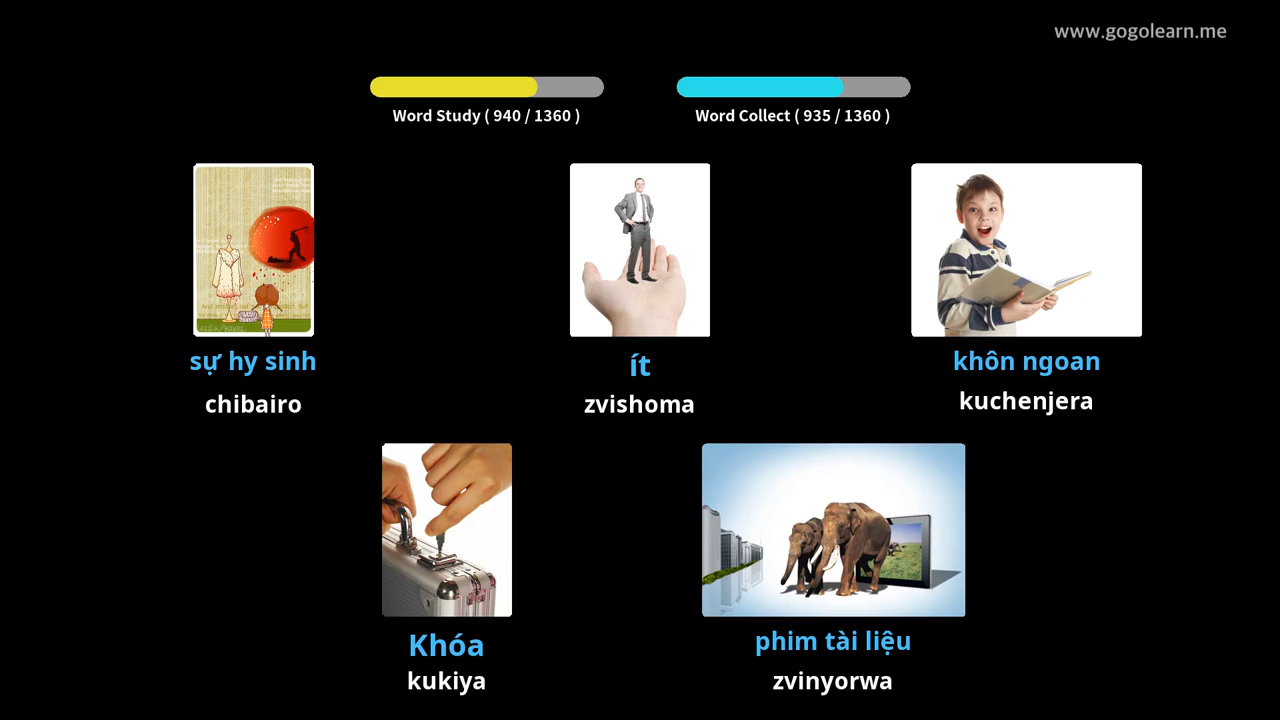 www.gogolearn.me
Word Study ( 940 / 1360 )
Word Collect ( 935 / 1360 )
sự hy sinh
chibairo
ít
zvishoma
khôn ngoan
kuchenjera
Khóa
kukiya
phim tài liệu
zvinyorwa